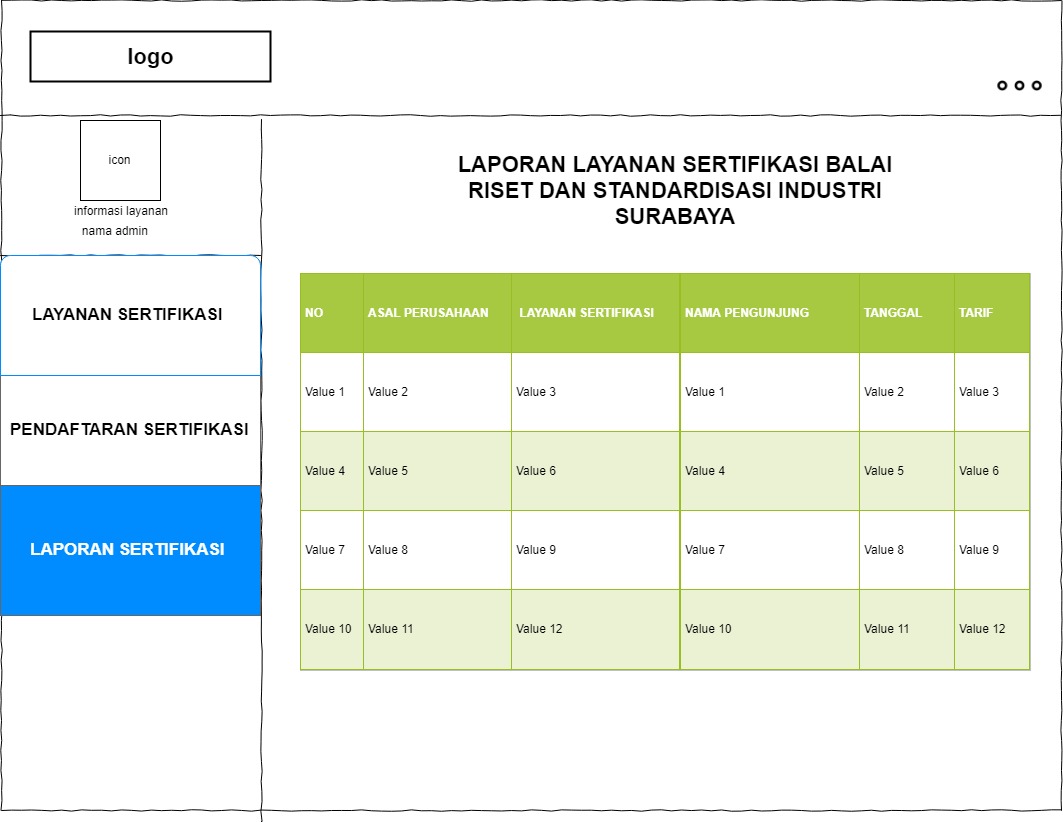 logo
icon
informasi layanan
nama admin
LAYANAN SERTIFIKASI
PENDAFTARAN SERTIFIKASI
LAPORAN SERTIFIKASI
LAPORAN LAYANAN SERTIFIKASI BALAI
RISET DAN STANDARDISASI INDUSTRI
SURABAYA
NO ASAL PERUSAHAAN LAYANAN SERTIFIKASI NAMA PENGUNJUNG TANGGAL TARIF
Value 1 Value 2 Value 3 Value 1 Value 2 Value 3
Value 4 Value 5 Value 6 Value 4 Value 5 Value 6
Value 7 Value 8 Value 9 Value 7 Value 8 Value 9
Value 10 Value 11 Value 12 Value 10 Value 11 Value 12